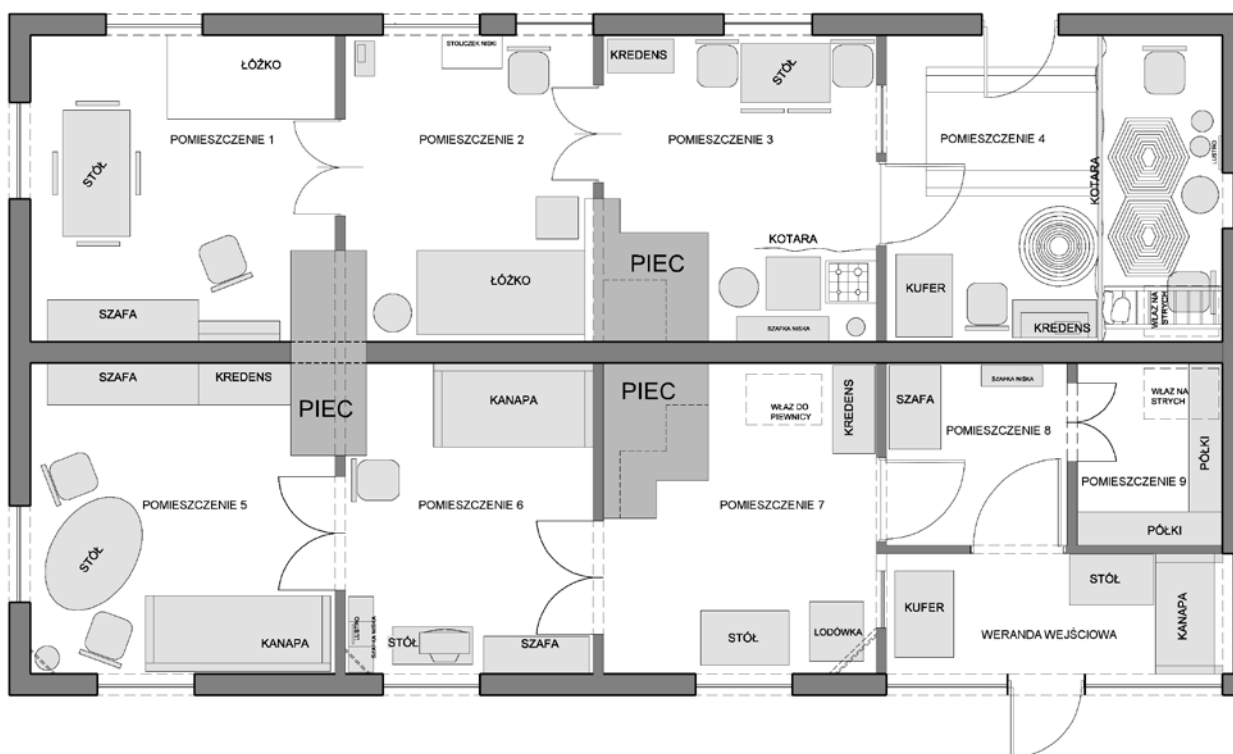 ŁÓŻKO
STOLICZEK NISKI
KREDENS
STÓŁ
POMIESZCZENIE 1
POMIESZCZENIE 2
POMIESZCZENIE 3
POMIESZCZENIE 4
LUSTRO
STÓŁ
KOTARA
KOTARA
PIEC
ŁÓŻKO
KUFER
SZAFA
SZAFKA NISKA
KREDENS
WŁAZ NA
STRYCH
SZAFA
KREDENS
PIEC
KANAPA
PIEC
WŁAZ DO
PIEWNICY
KREDENS
SZAFA
SZAFKA NISKA
WŁAZ NA
STRYCH
POMIESZCZENIE 8
PÓŁKI
POMIESZCZENIE 9
POMIESZCZENIE 5
POMIESZCZENIE 6
POMIESZCZENIE 7
PÓŁKI
STÓŁ
STÓŁ
KUFER
KANAPA
LUSTRO
SZAFKA NISKA
STÓŁ
SZAFA
STÓŁ
LODÓWKA
WERANDA WEJŚCIOWA
KANAPA